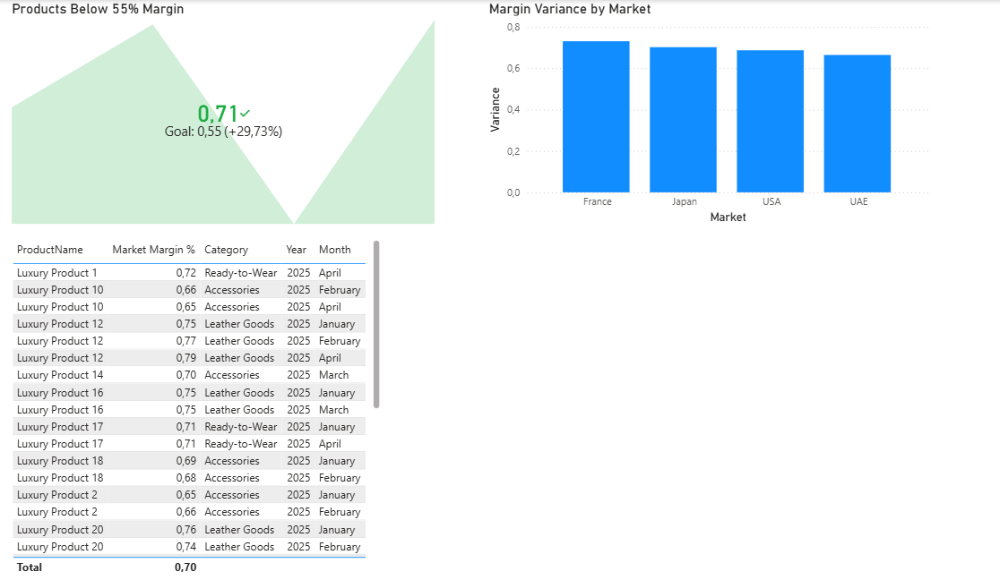 Products Below 55% Margin
0,71
Goal: 0,55 (+29,73%)
Margin Variance by Market
Variance
0,8
0,6
0,4
0,2
0,0
France Japan USA UAE
Market
ProductName Market Margin % Category Year Month
Luxury Product 1 0,72 Ready-to-Wear 2025 April
Luxury Product 10 0,66 Accessories 2025 February
Luxury Product 10 0,65 Accessories 2025 April
Luxury Product 12 0,75 Leather Goods 2025 January
Luxury Product 12 0,77 Leather Goods 2025 February
Luxury Product 12 0,79 Leather Goods 2025 April
Luxury Product 14 0,70 Accessories 2025 March
Luxury Product 16 0,75 Leather Goods 2025 January
Luxury Product 16 0,75 Leather Goods 2025 March
Luxury Product 17 0,71 Ready-to-Wear 2025 January
Luxury Product 17 0,71 Ready-to-Wear 2025 April
Luxury Product 18 0,69 Accessories 2025 January
Luxury Product 18 0,68 Accessories 2025 February
Luxury Product 2 0,65 Accessories 2025 January
Luxury Product 2 0,66 Accessories 2025 February
Luxury Product 20 0,76 Leather Goods 2025 January
Luxury Product 20 0,74 Leather Goods 2025 February
Total 0,70